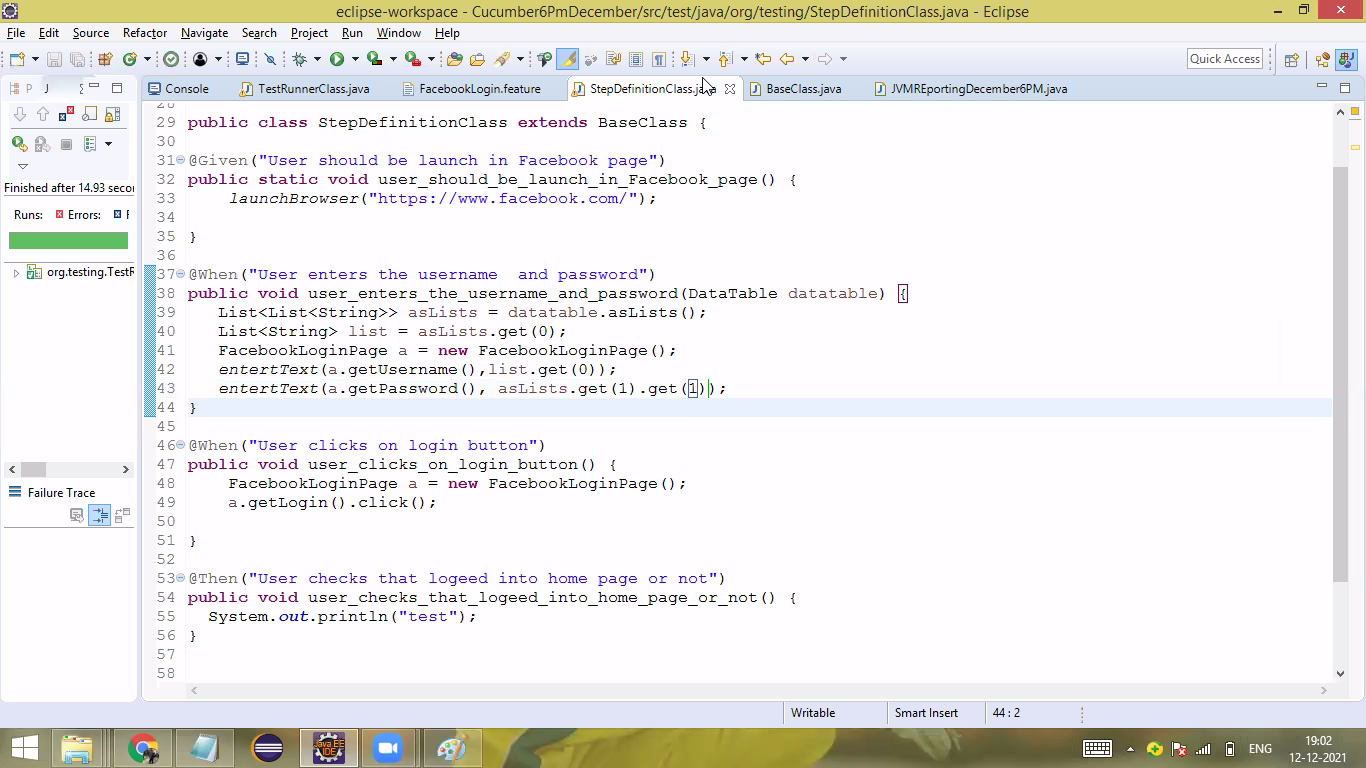 eclipse-workspace - Cucumber6PmDecember/src/test/java/org/testing/StepDefinitionClass.java - Eclipse
File Edit Source Refactor Navigate Search Project Run Window Help
Quick Access
P J
Console TestRunnerClass.java FacebookLogin.feature StepDefinitionClass.java BaseClass.java JVMREportingDecember6PM.java
28
29 public class StepDefinitionClass extends BaseClass {
30
31 @Given("User should be launch in Facebook page")
32 public static void user_should_be_launch_in_Facebook_page() {
33 launchBrowser("https://www.facebook.com/");
34
35 }
36
37 @When("User enters the username  and password")
38 public void user_enters_the_username_and_password(DataTable datatable) {
39 List<List<String>> asLists = datatable.asLists();
40 List<String> list = asLists.get(0);
41 FacebookLoginPage a = new FacebookLoginPage();
42 entertText(a.getUsername(),list.get(0));
43 entertText(a.getPassword(), asLists.get(1).get(1));
44 }
45
46 @When("User clicks on login button")
47 public void user_clicks_on_login_button() {
48 FacebookLoginPage a = new FacebookLoginPage();
49 a.getLogin().click();
50
51 }
52
53 @Then("User checks that logeed into home page or not")
54 public void user_checks_that_logeed_into_home_page_or_not() {
55 System.out.println("test");
56 }
57
58
Finished after 14.93 secor
Runs: Errors: F
org.testing.TestR
Failure Trace
Writable Smart Insert 44 : 2
Java EE
IDE
ENG
19:02
12-12-2021